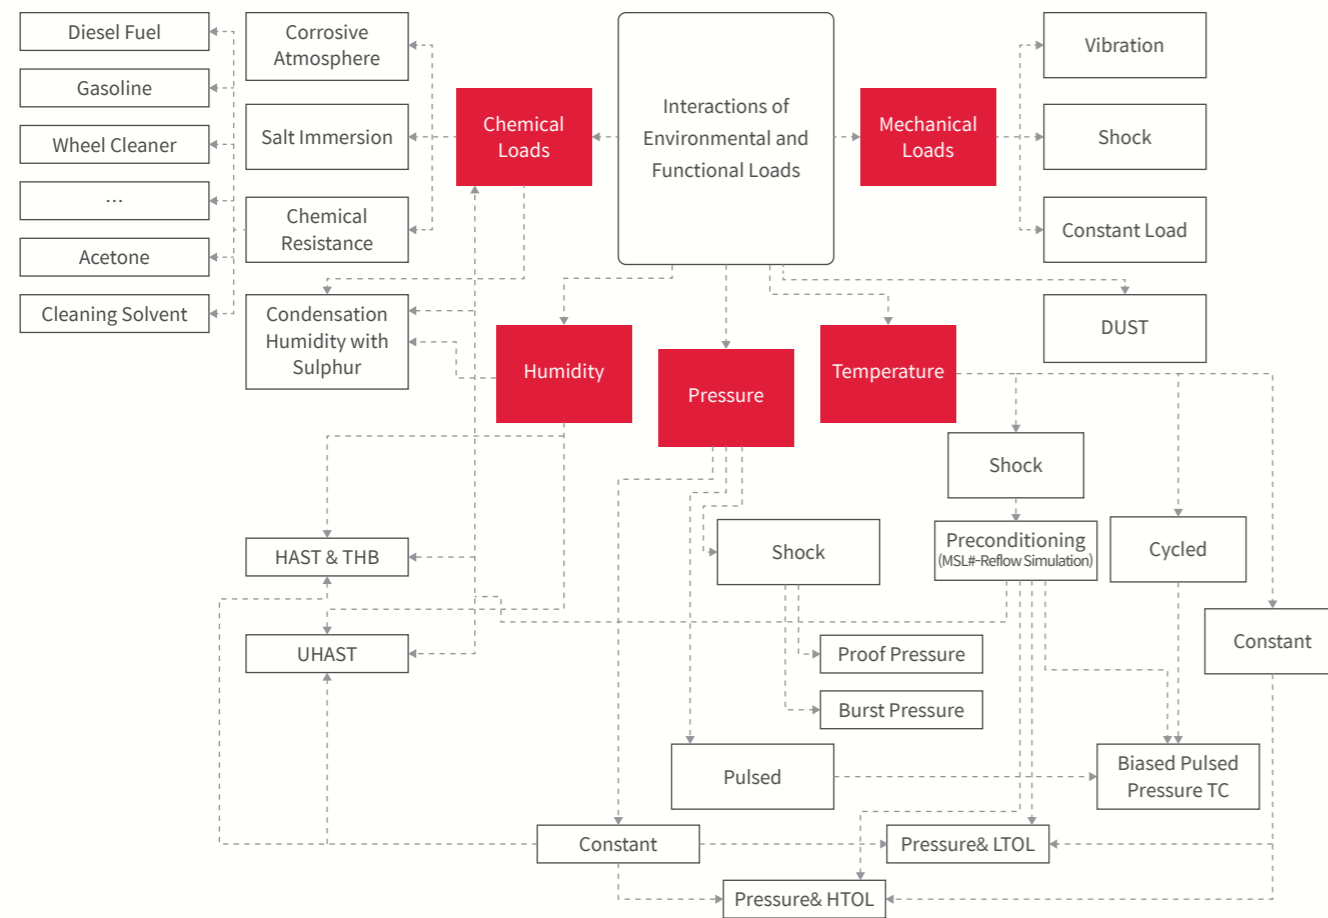 Diesel Fuel
Gasoline
Wheel Cleaner
...
Acetone
Cleaning Solvent
Corrosive
Atmosphere
Salt Immersion
Chemical
Resistance
Condensation
Humidity with
Sulphur
Chemical
Loads
Interactions of
Environmental and
Functional Loads
Mechanical
Loads
Vibration
Shock
Constant Load
DUST
Humidity
Pressure
Temperature
Shock
Preconditioning
(MSL#-Reflow Simulation)
Cycled
Constant
HAST & THB
UHAST
Shock
Proof Pressure
Burst Pressure
Pulsed
Biased Pulsed
Pressure TC
Constant
Pressure& LTOL
Pressure& HTOL